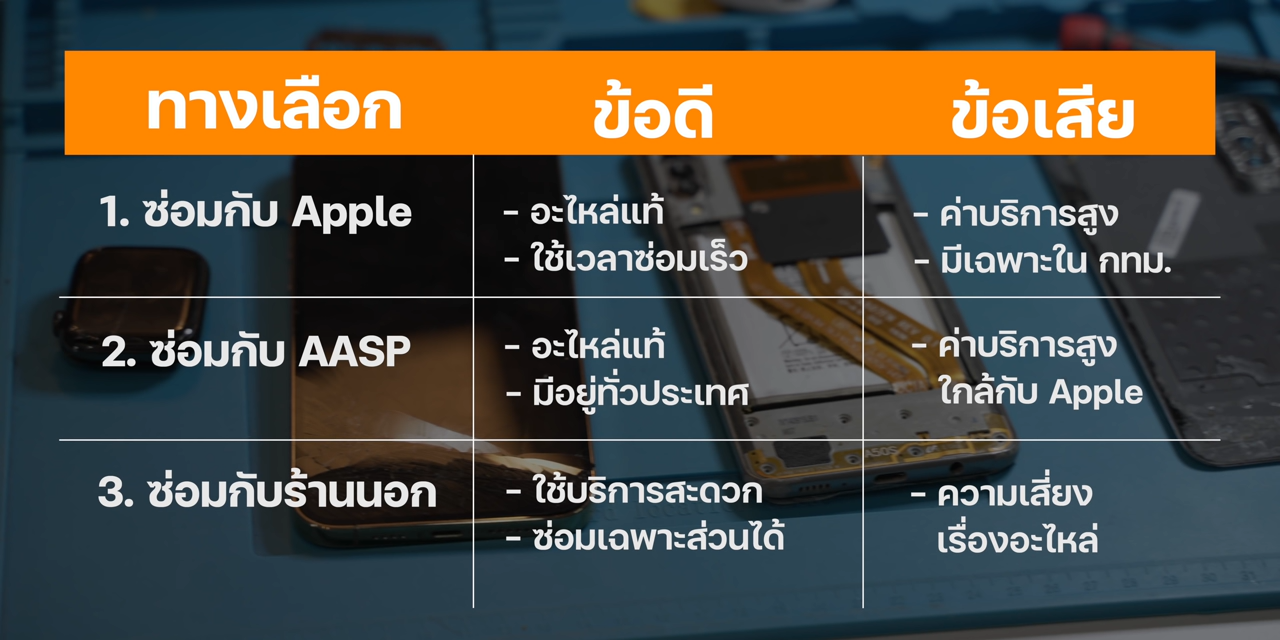 ทางเลือก ข้อดี ข้อเสีย
1. ซ่อมกับ Apple
- อะไหล่แท้
- ใช้เวลาซ่อมเร็ว
- ค่าบริการสูง
- มีเฉพาะใน กทม.
2. ซ่อมกับ AASP
- อะไหล่แท้
- มีอยู่ทั่วประเทศ
- ค่าบริการสูง
ใกล้กับ Apple
3. ซ่อมกับร้านนอก
- ใช้บริการสะดวก
- ซ่อมเฉพาะส่วนได้
- ความเสี่ยง
เรื่องอะไหล่